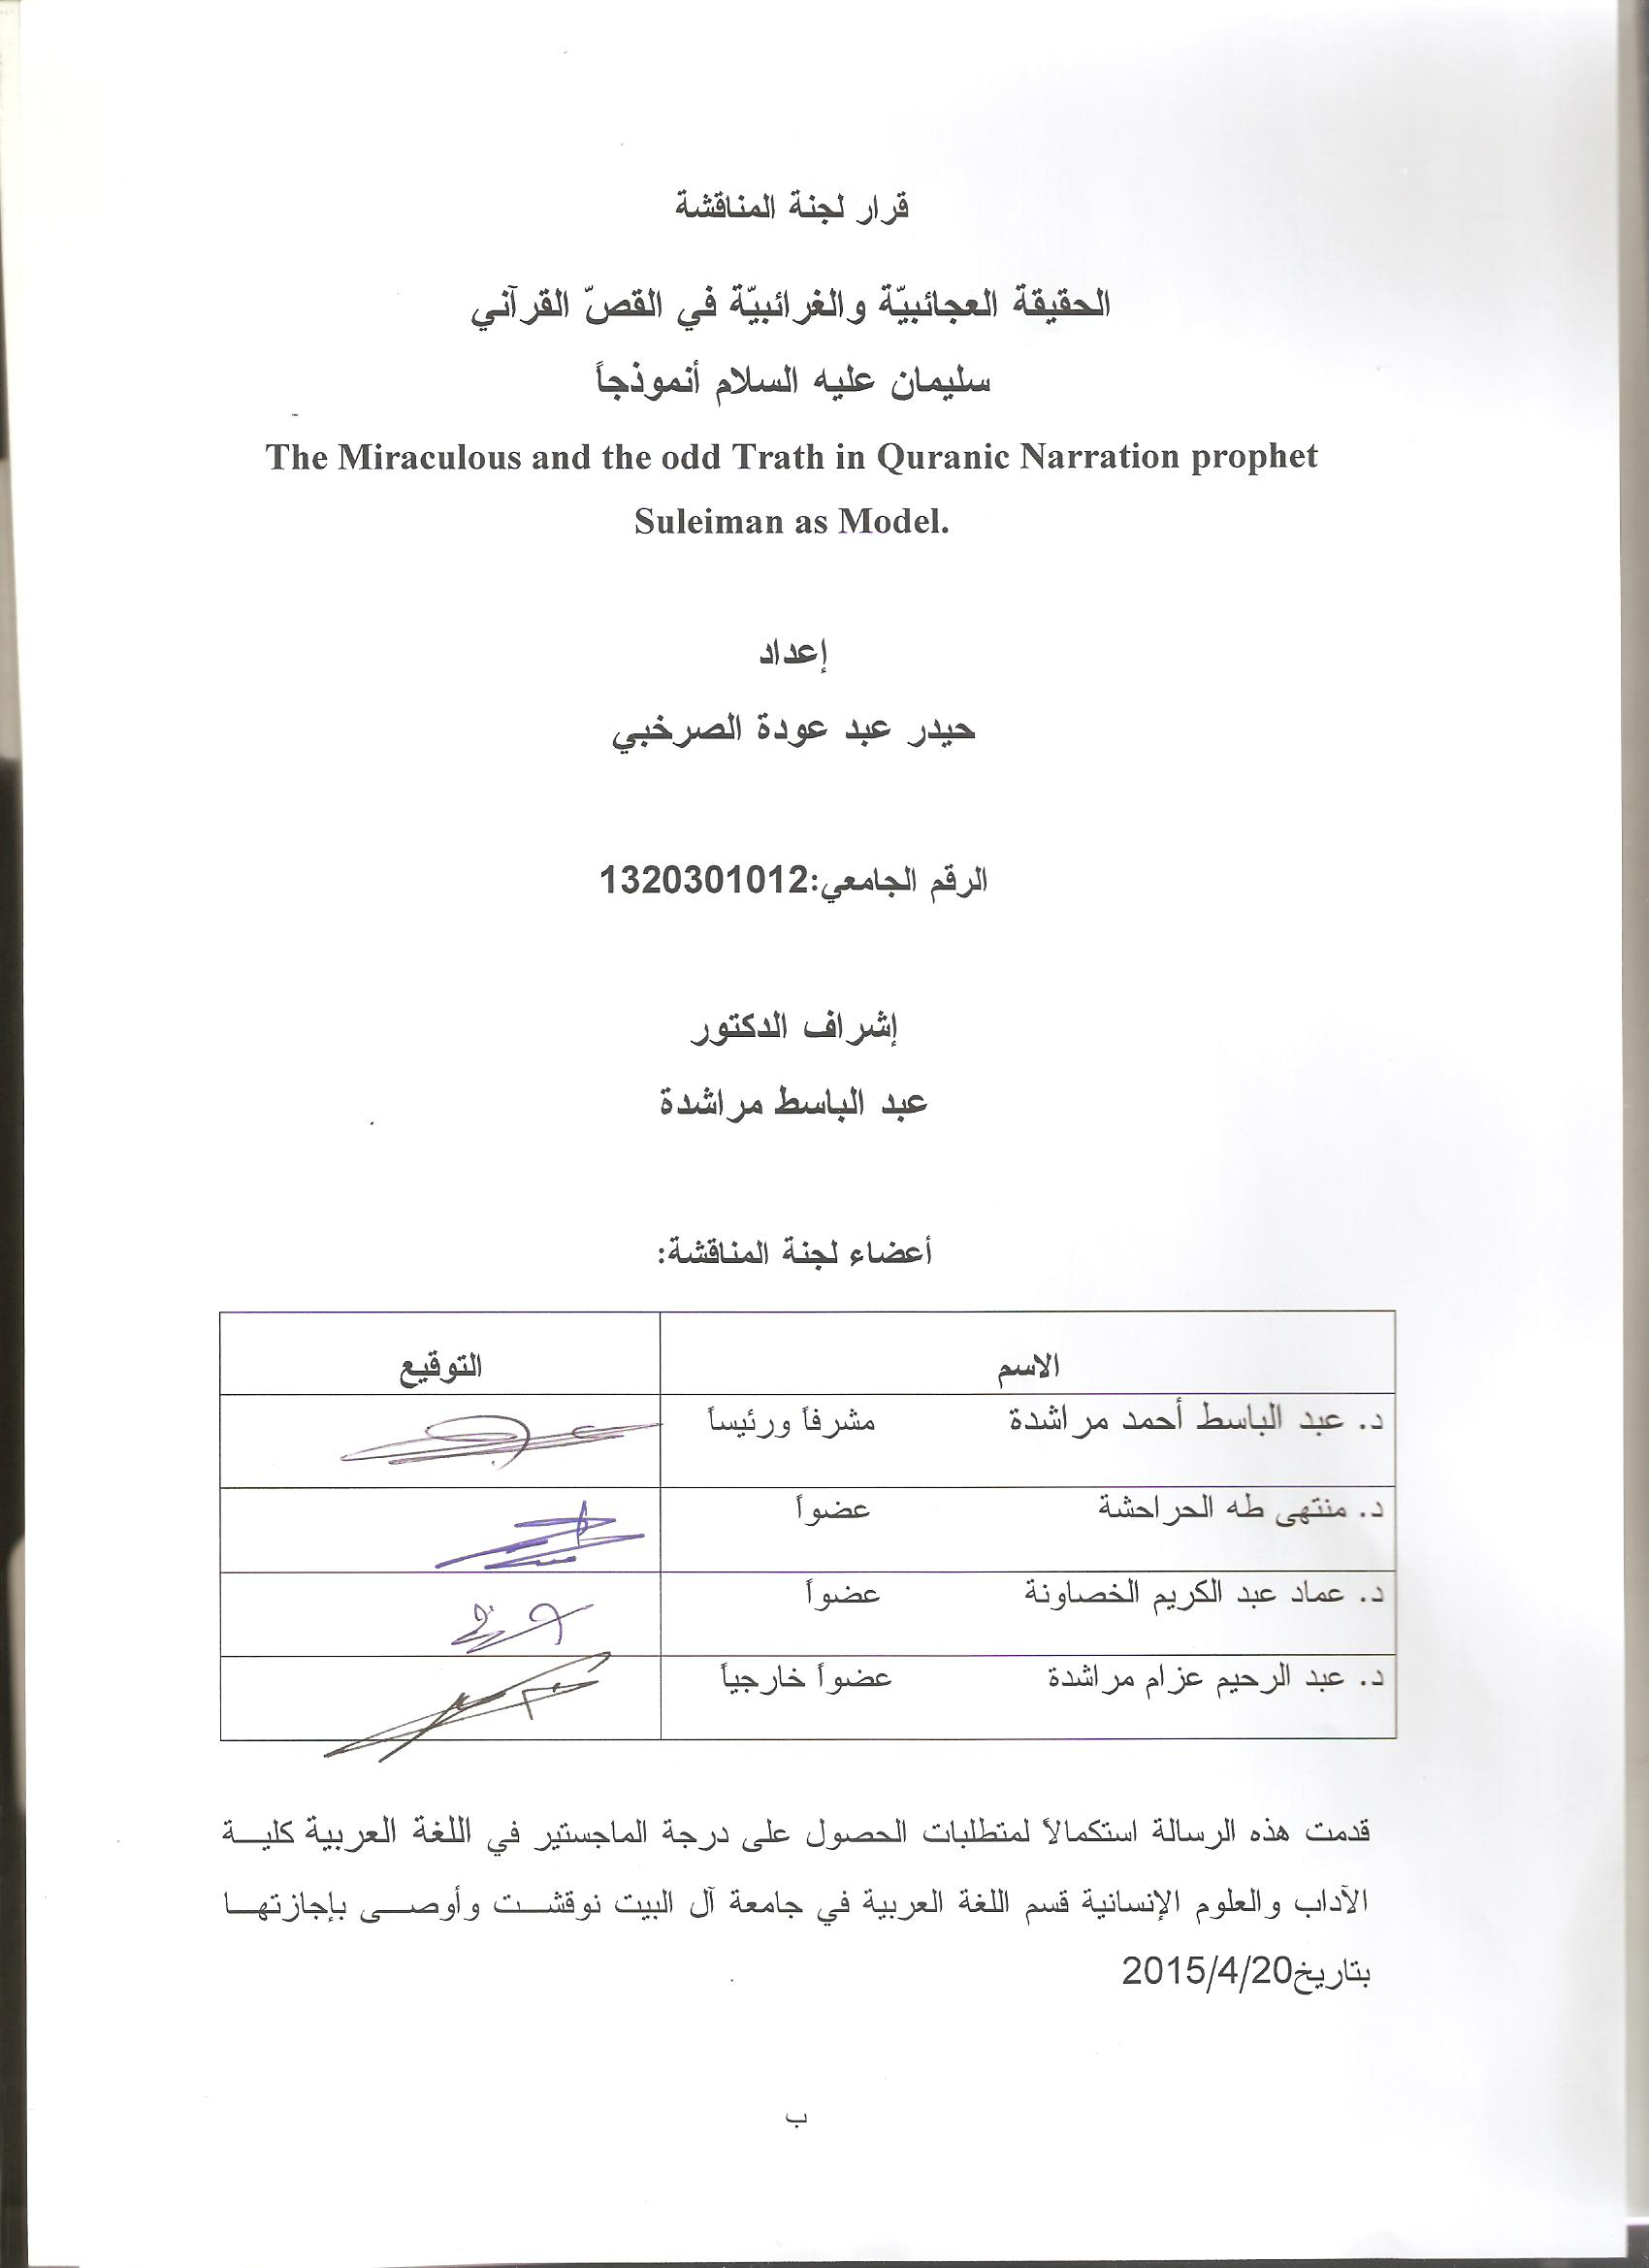 قرار لجنة المناقشة
الحقيقة العجائبيّة والغرائبيّة في القصّ القرآني
سليمان عليه السلام أنموذجاً
The Miraculous and the odd Trath in Quranic Narration prophet
Suleiman as Model.
إعداد
حيدر عبد عودة الصرخبي
الرقم الجامعي:1320301012
إشراف الدكتور
عبد الباسط مراشدة
أعضاء لجنة المناقشة:
الاسم التوقيع
د. عبد الباسط أحمد مراشدة مشرفاً ورئيساً
د. منتهى طه الحراحشة عضواً
د. عماد عبد الكريم الخصاونة عضواً
د. عبد الرحيم عزام مراشدة عضواً خارجياً
قدمت هذه الرسالة استكمالاً لمتطلبات الحصول على درجة الماجستير في اللغة العربية كليـــة
الآداب والعلوم الإنسانية قسم اللغة العربية في جامعة آل البيت نوقشـــت وأوصـــى بإجازتهـــا
بتاريخ2015/4/20
ب